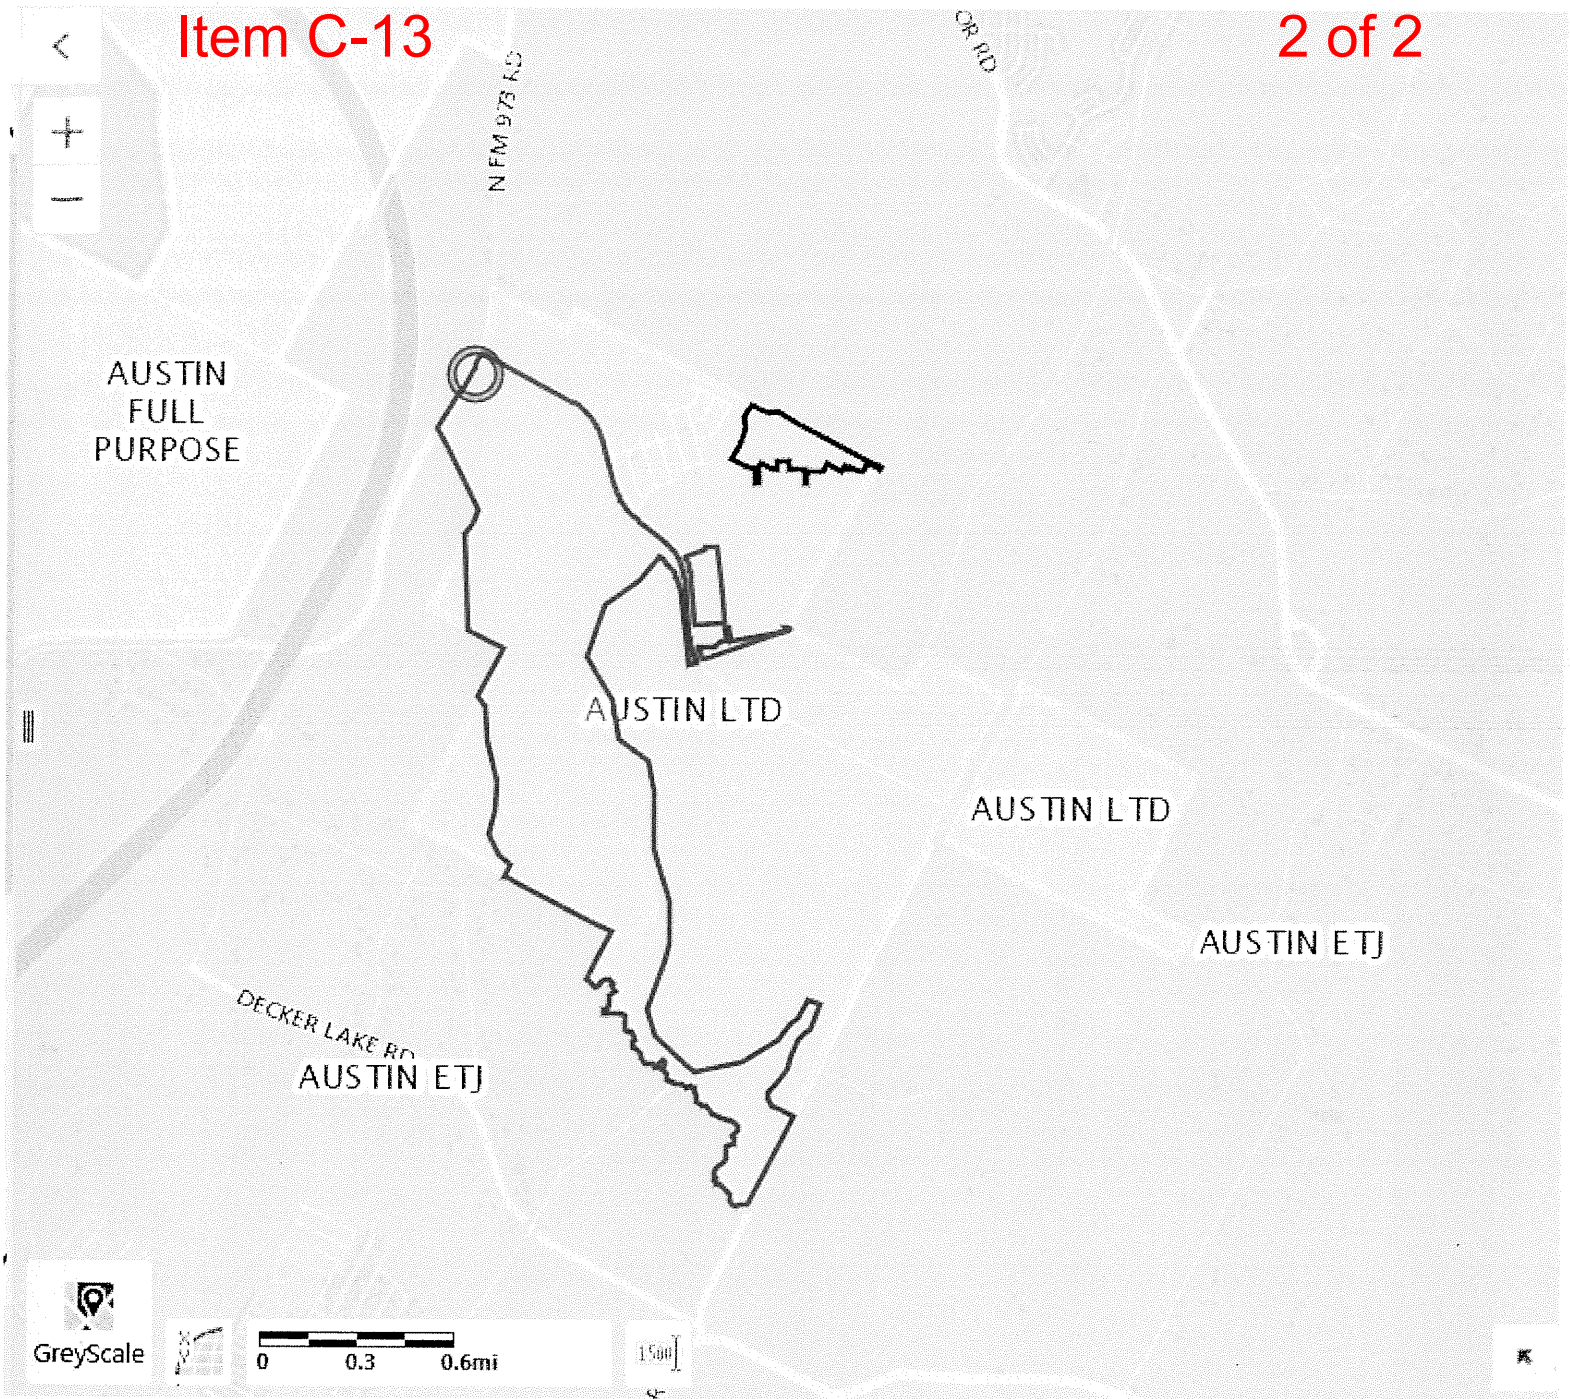 Item C-13
2 of 2
OR RD
N FM 973 RD
AUSTIN
FULL
PURPOSE
AUSTIN LTD
AUSTIN LTD
AUSTIN ETJ
DECKER LAKE RD
AUSTIN ETJ
GreyScale
0 0.3 0.6mi
1500